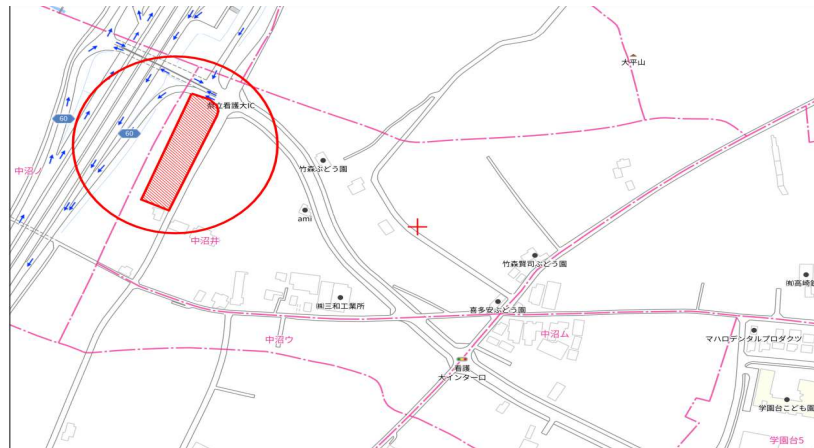 大平山
県立看護大IC
60
60
竹森ぶどう園
中沼ノ
ami
中沼井
竹森賢司ぶどう園
㈲高崎鉄
喜多安ぶどう園
㈱三和工業所
中沼ウ
中沼ム
マハロデンタルプロダクツ
看護
大インター口
学園台こども園
学園台5